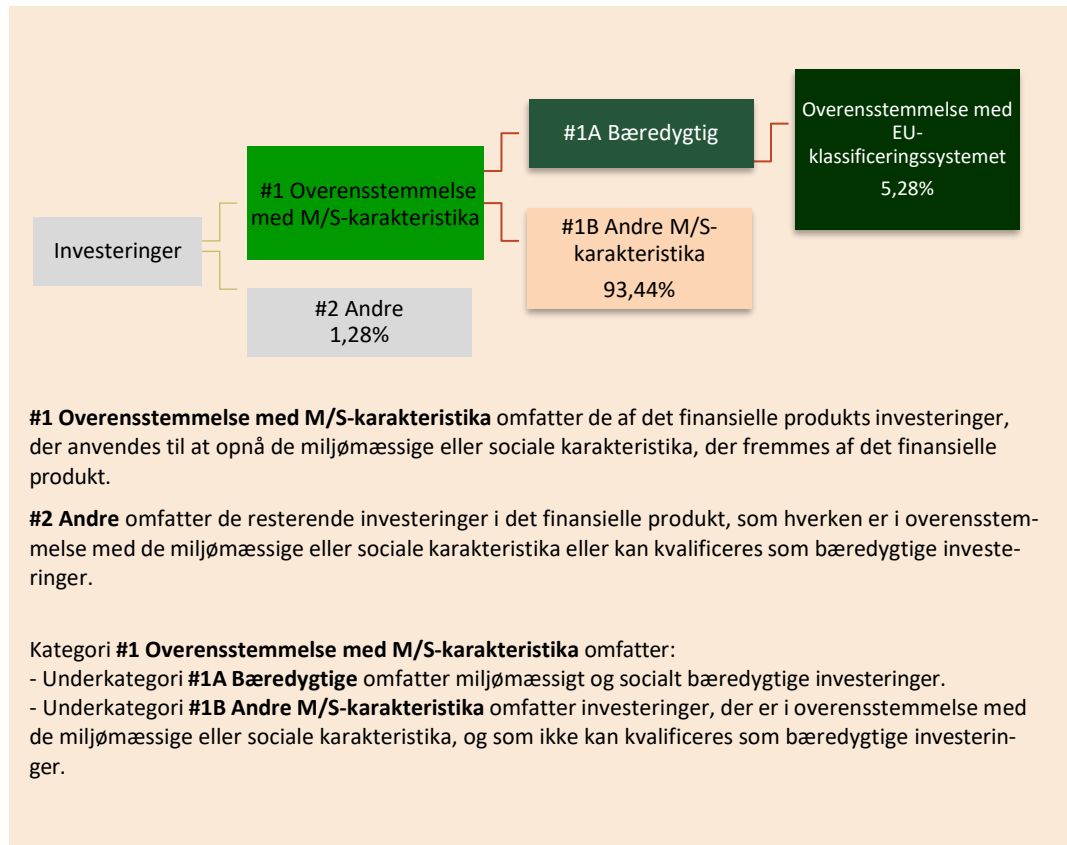 Investeringer
#1 Overensstemmelse
med M/S-karakteristika
#2 Andre
1,28%
#1A Bæredygtig
#1B Andre M/S-
karakteristika
93,44%
Overensstemmelse med
EU-
klassificeringssystemet
5,28%
#1 Overensstemmelse med M/S-karakteristika omfatter de af det finansielle produkts investeringer,
der anvendes til at opnå de miljømæssige eller sociale karakteristika, der fremmes af det finansielle
produkt.
#2 Andre omfatter de resterende investeringer i det finansielle produkt, som hverken er i overensstem-
melse med de miljømæssige eller sociale karakteristika eller kan kvalificeres som bæredygtige investe-
ringer.
Kategori #1 Overensstemmelse med M/S-karakteristika omfatter:
- Underkategori #1A Bæredygtige omfatter miljømæssigt og socialt bæredygtige investeringer.
- Underkategori #1B Andre M/S-karakteristika omfatter investeringer, der er i overensstemmelse med
de miljømæssige eller sociale karakteristika, og som ikke kan kvalificeres som bæredygtige investerin-
ger.